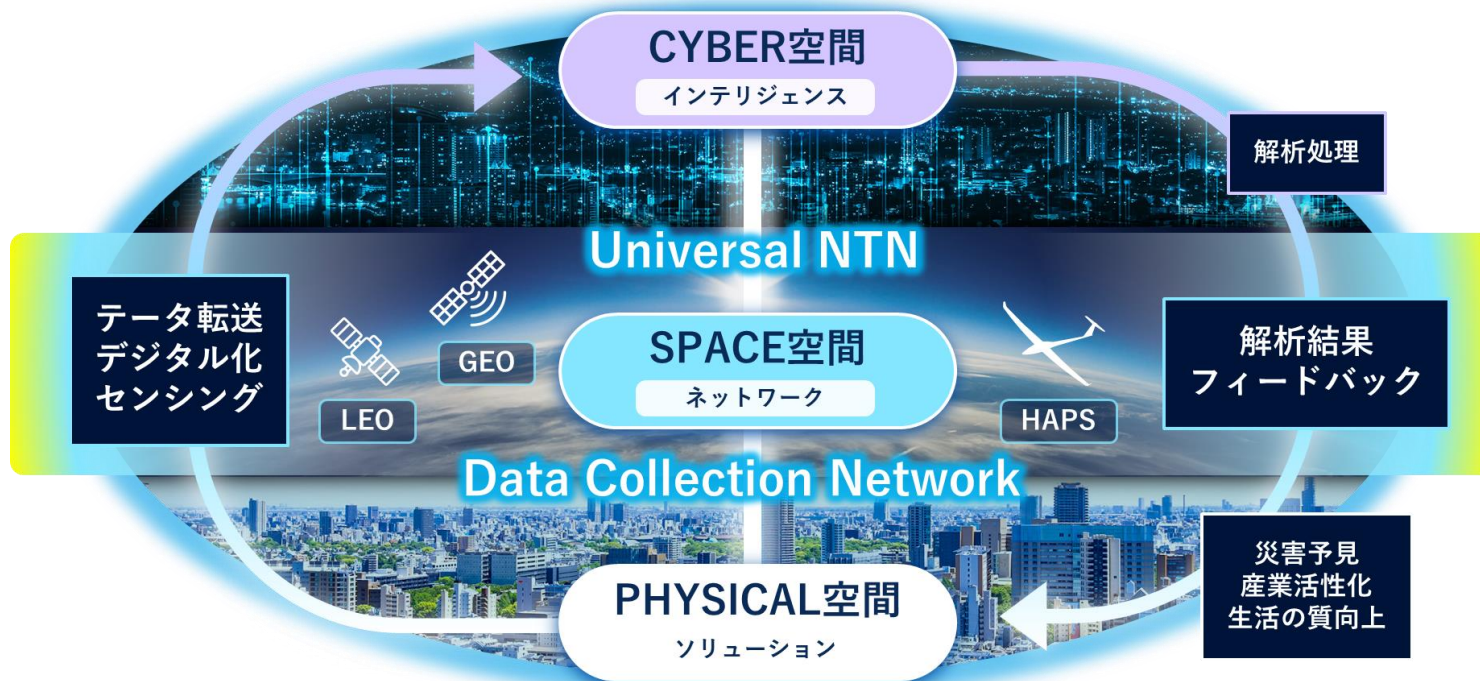 CYBER空間
インテリジェンス
解析処理
Universal NTN
データ転送
デジタル化
センシング
GEO
LEO
SPACE空間
ネットワーク
HAPS
解析結果
フィードバック
Data Collection Network
PHYSICAL空間
ソリューション
災害予見
産業活性化
生活の質向上